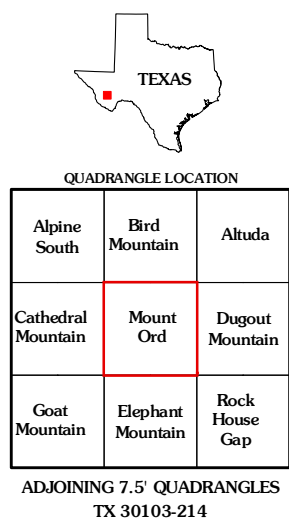 TEXAS
QUADRANGLE LOCATION
Alpine
South
Bird
Mountain
Altuda
Cathedral
Mountain
Mount
Ord
Dugout
Mountain
Goat
Mountain
Elephant
Mountain
Rock
House
Gap
ADJOINING 7.5' QUADRANGLES
TX 30103-214